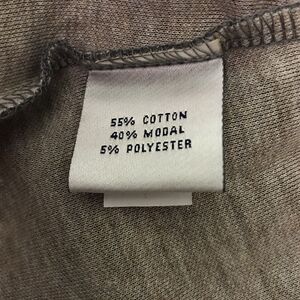 55% COTTON
40% MODAL
5% POLYESTER